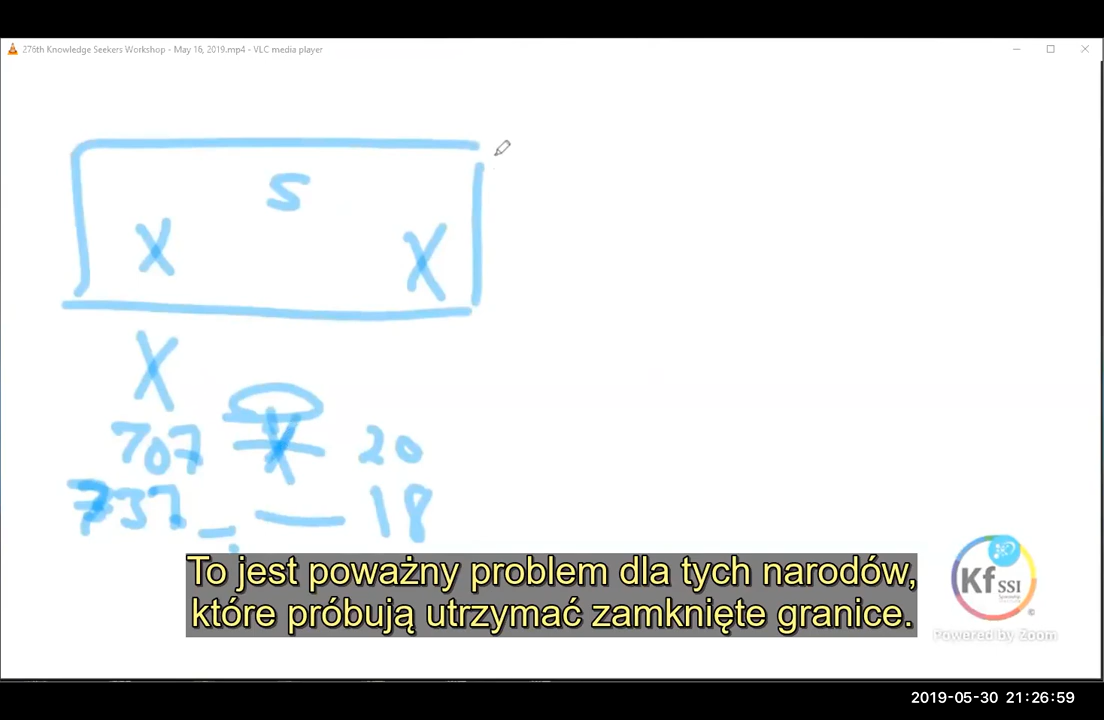 276th Knowledge Seekers Workshop - May 16, 2019.mp4 - VLC media player
S
X X
X
707 X 20
737 18
To jest poważny problem dla tych narodów,
które próbują utrzymać zamknięte granice.
Kf SSI
Powered by Zoom
2019-05-30 21:26:59